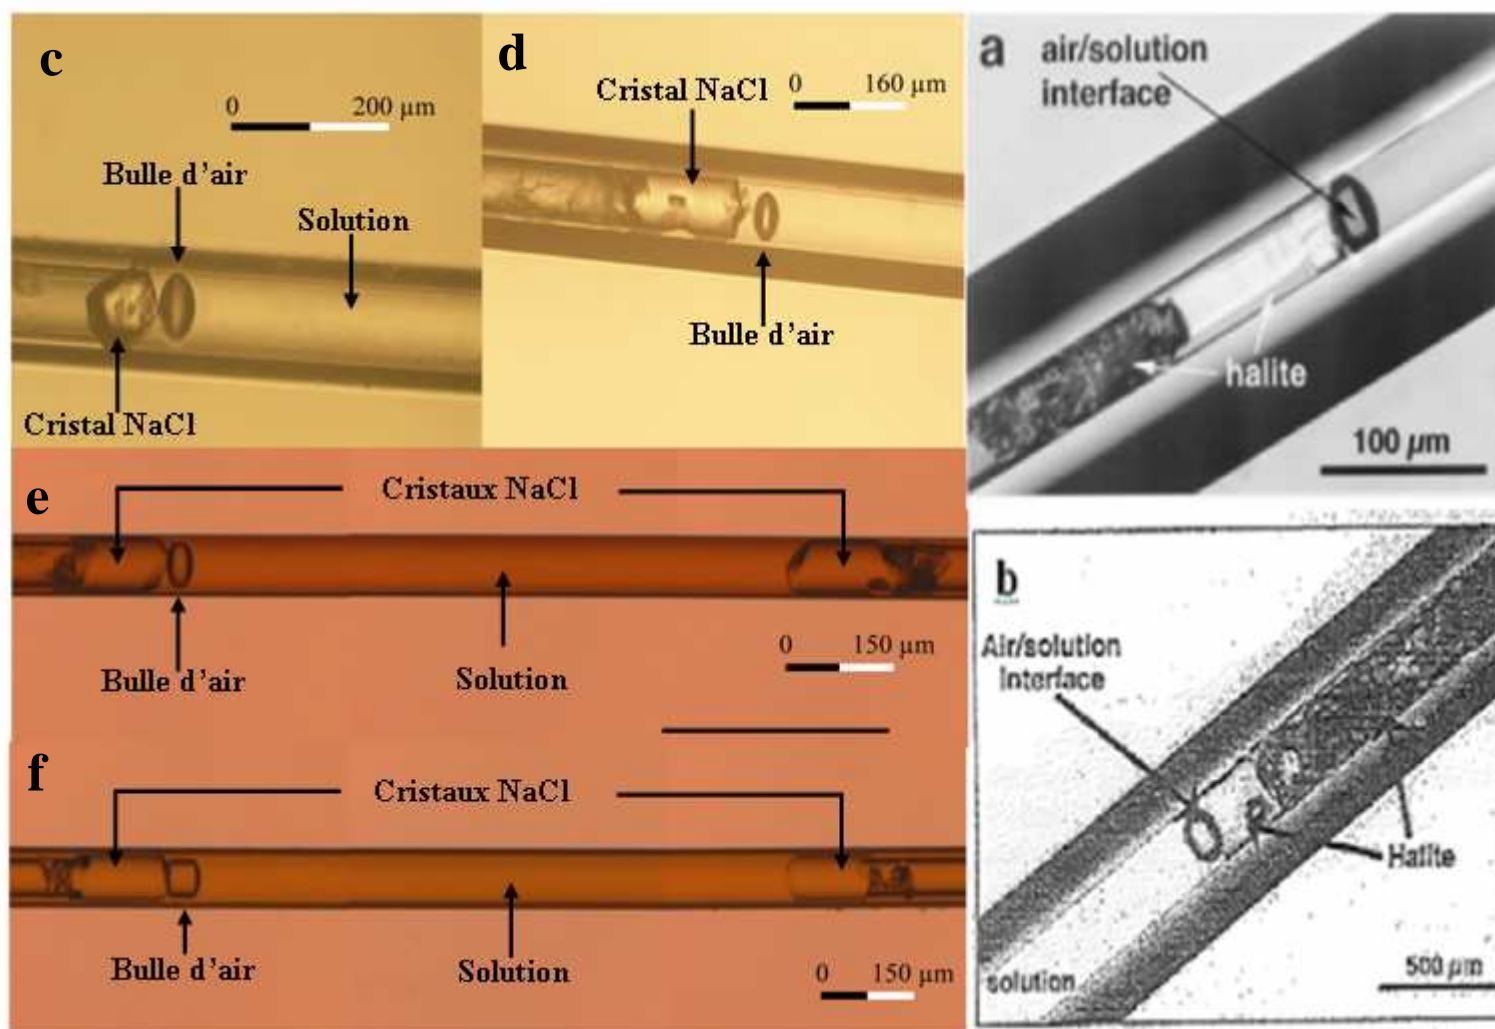 c
0 200 µm
Bulle d'air
Solution
Cristal NaCl
d
Cristal NaCl
0 160 µm
Bulle d'air
a
air/solution
interface
halite
100 µm
e
Cristaux NaCl
0 150 µm
Bulle d'air
Solution
f
Cristaux NaCl
Bulle d'air
Solution
0 150 µm
b
Air/solution
Interface
Halite
solution
500 µm